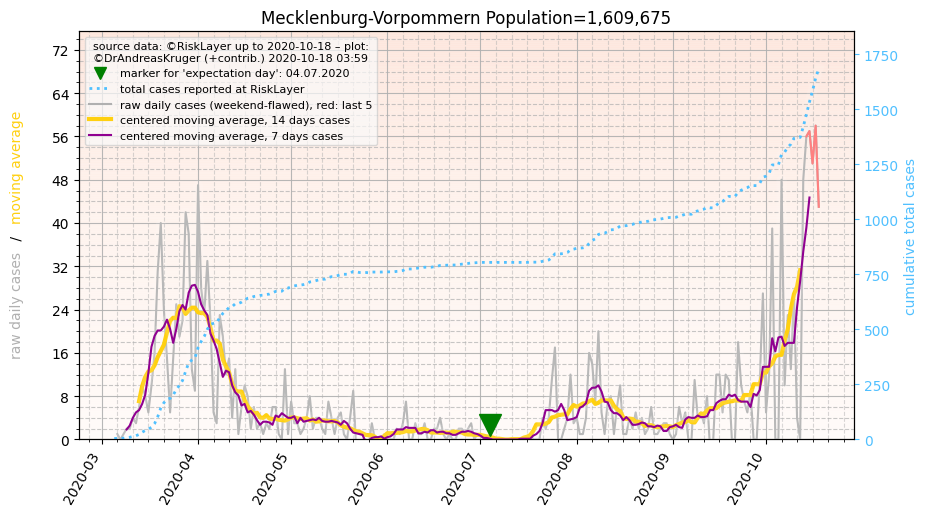 Mecklenburg-Vorpommern Population=1,609,675
source data: ©RiskLayer up to 2020-10-18 – plot:
©DrAndreasKruger (+contrib.) 2020-10-18 03:59
marker for 'expectation day': 04.07.2020
total cases reported at RiskLayer
raw daily cases (weekend-flawed), red: last 5
centered moving average, 14 days cases
centered moving average, 7 days cases
raw daily cases / moving average
72
64
56
48
40
32
24
16
8
0
1750
1500
1250
1000
750
500
250
0
cumulative total cases
2020-03
2020-04
2020-05
2020-06
2020-07
2020-08
2020-09
2020-10